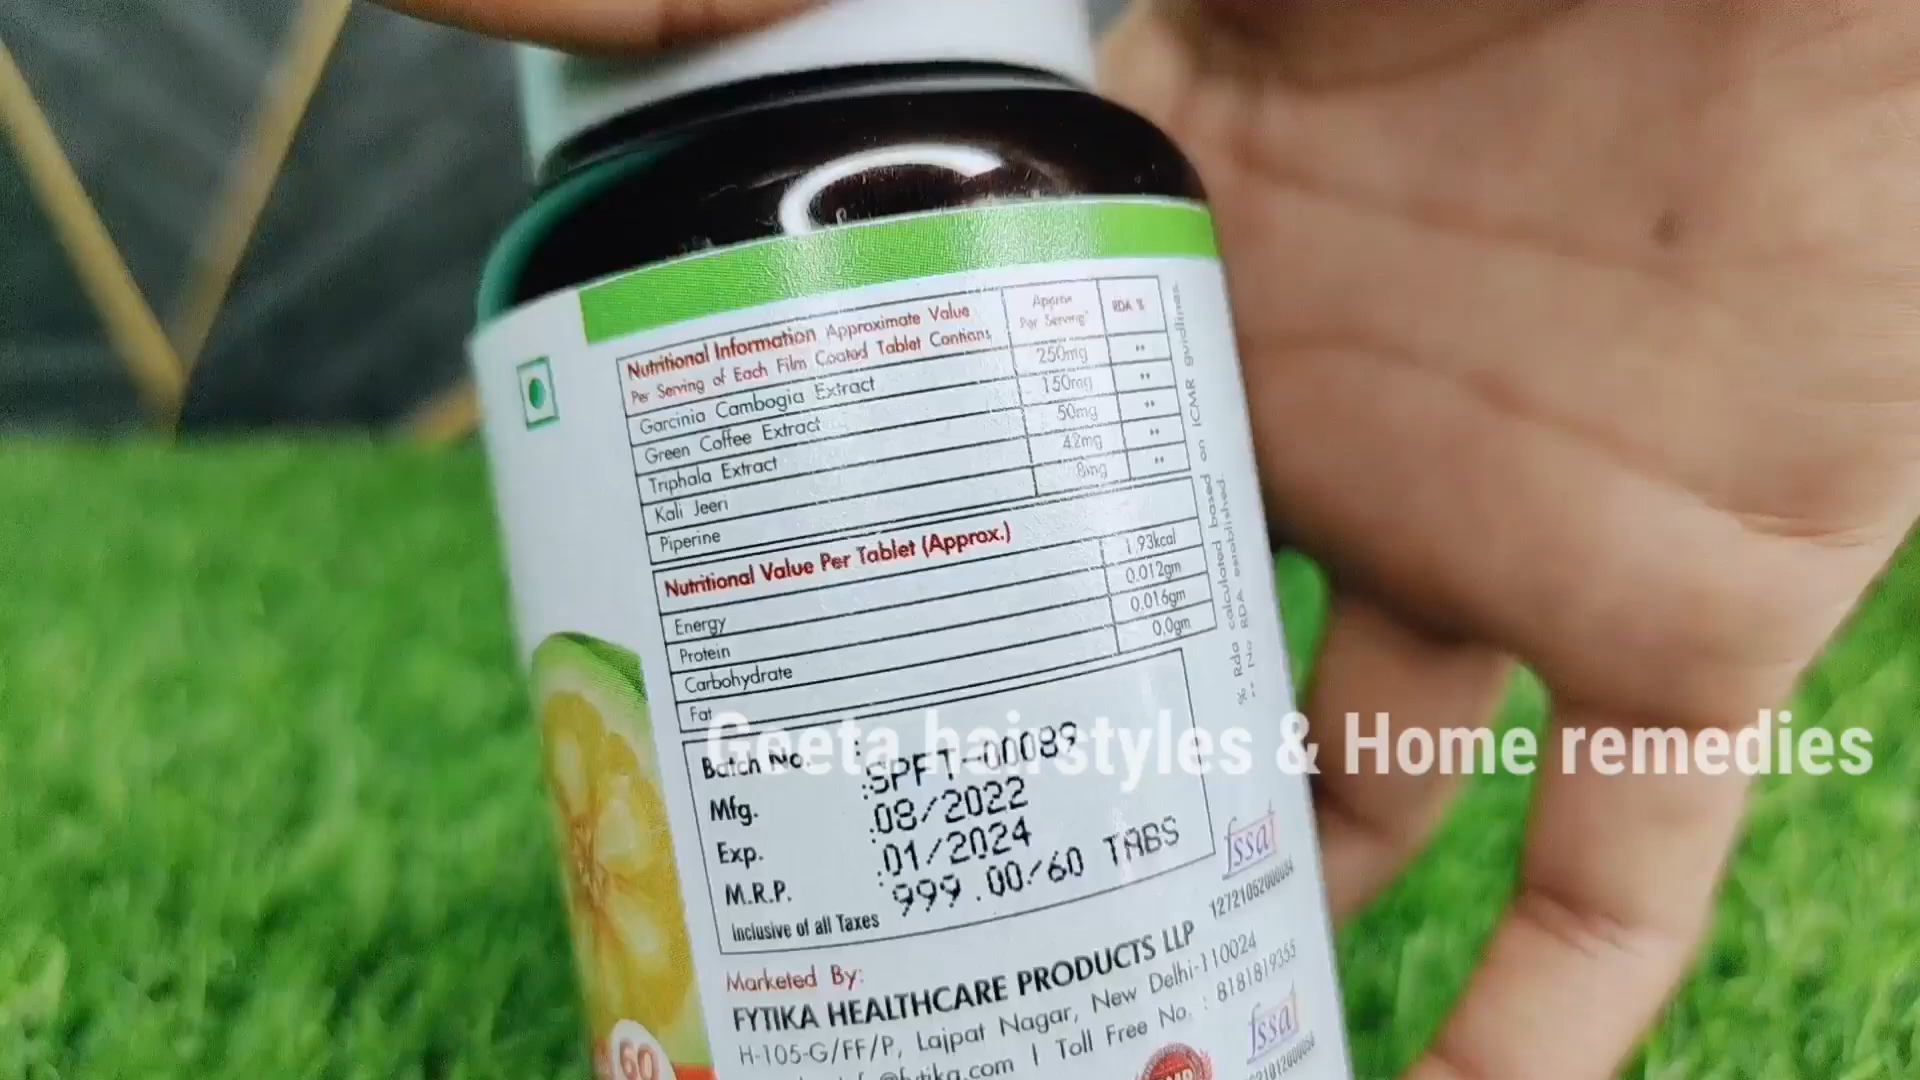 Nutritional Information Approximate Value
Per Serving of Each Film Coated Tablet Contians
Approx
Per Serving*
RDA %
Garcinia Cambogia Extract 250mg **
Green Coffee Extract 150mg **
Triphala Extract 50mg **
Kali Jeeri 42mg **
Piperine 8mg **
Nutritional Value Per Tablet (Approx.)
Energy 1.93kcal
Protein 0.012gm
Carbohydrate 0.016gm
Fat 0.0gm
% Rda calculated based on ICMR guidlines.
** No RDA established.
Batch No. : SPFT-00089
Mfg. :08/2022
Exp. :01/2024
M.R.P. :999.00/60 TABS
Inclusive of all Taxes
Geeta hairstyles & Home remedies
fssai
Marketed By:
FYTIKA HEALTHCARE PRODUCTS LLP
H-105-G/FF/P, Lajpat Nagar, New Delhi-110024
fytika.com | Toll Free No. : 8181819355
fssai
60